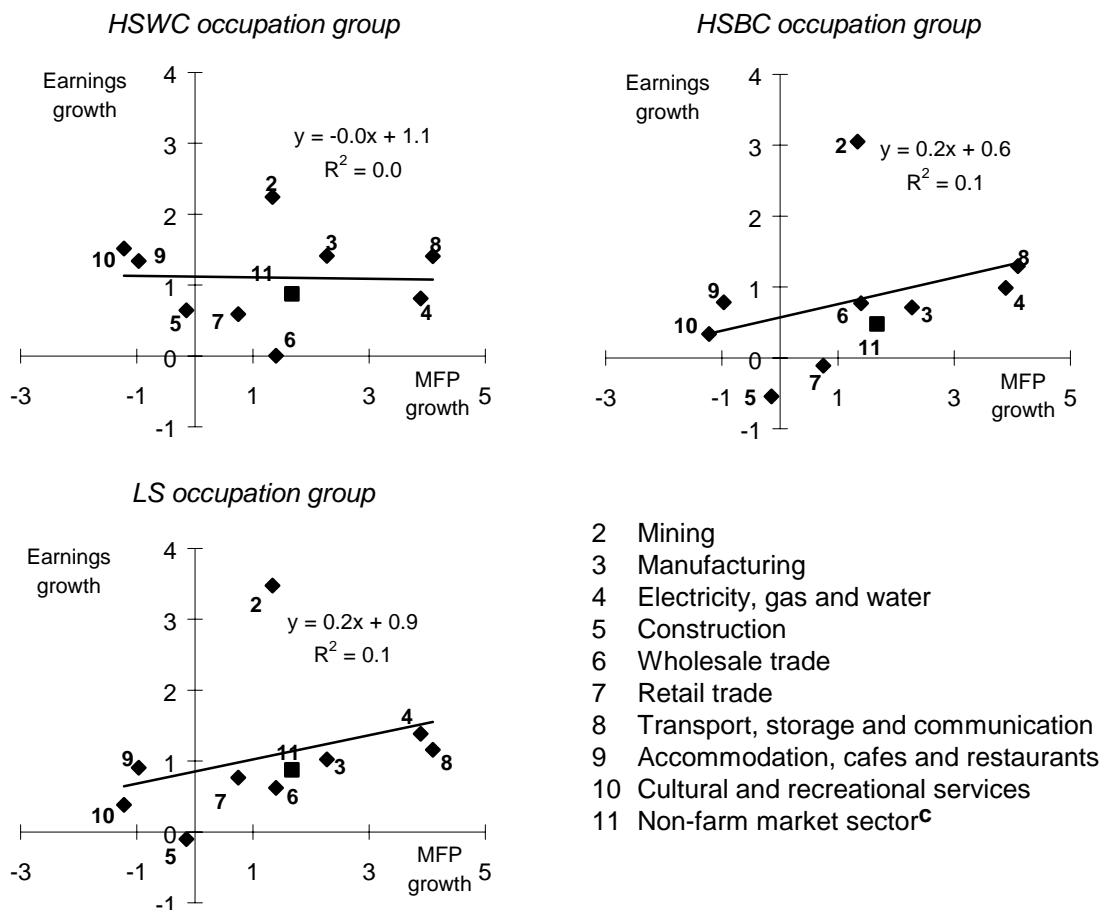 HSWC occupation group
Earnings growth
4
3
2
1
0
-1
-3
-1
1
3
5
MFP growth
y = -0.0x + 1.1
R2 = 0.0
2
3
8
10
9
11
5
7
4
6
HSBC occupation group
Earnings growth
4
3
2
1
0
-1
-3
-1
1
3
5
MFP growth
2
y = 0.2x + 0.6
R2 = 0.1
8
9
6
4
10
3
11
7
5
LS occupation group
Earnings growth
4
3
2
1
0
-1
-3
-1
1
3
5
MFP growth
2
y = 0.2x + 0.9
R2 = 0.1
4
9
11
3
8
7
6
10
5
2 Mining
3 Manufacturing
4 Electricity, gas and water
5 Construction
6 Wholesale trade
7 Retail trade
8 Transport, storage and communication
9 Accommodation, cafes and restaurants
10 Cultural and recreational services
11 Non-farm market sectorc